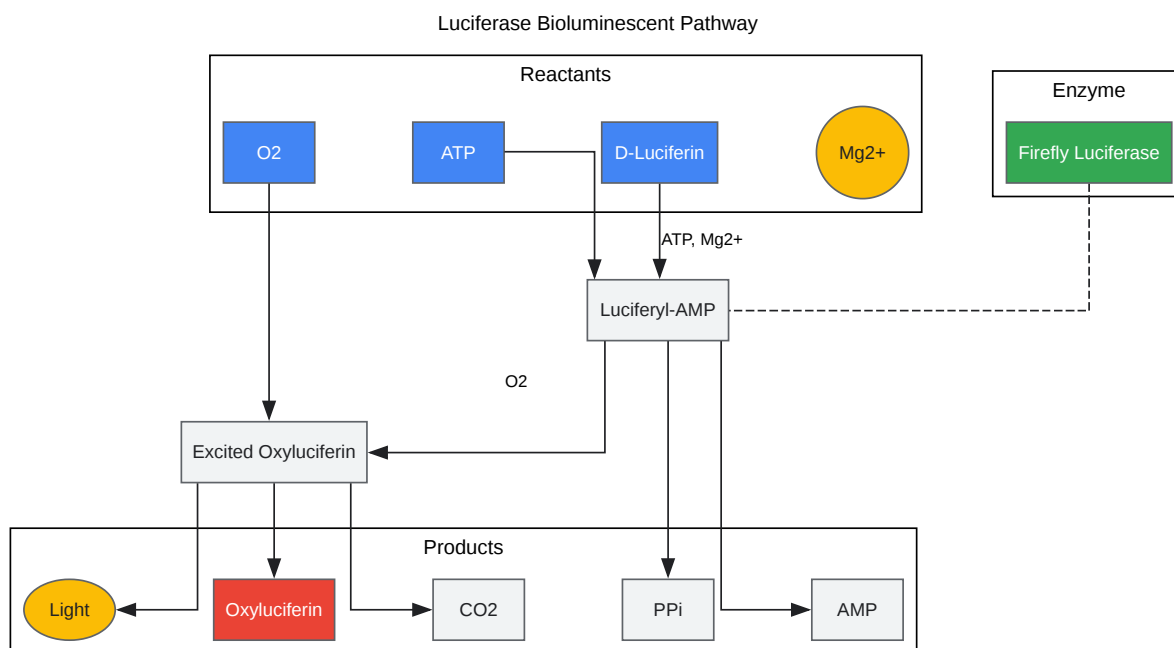 Luciferase Bioluminescent Pathway
Reactants
Enzyme
O2
ATP
D-Luciferin
Mg2+
Firefly Luciferase
ATP, Mg2+
Luciferyl-AMP
O2
Excited Oxyluciferin
Products
Light
Oxyluciferin
CO2
PPi
AMP